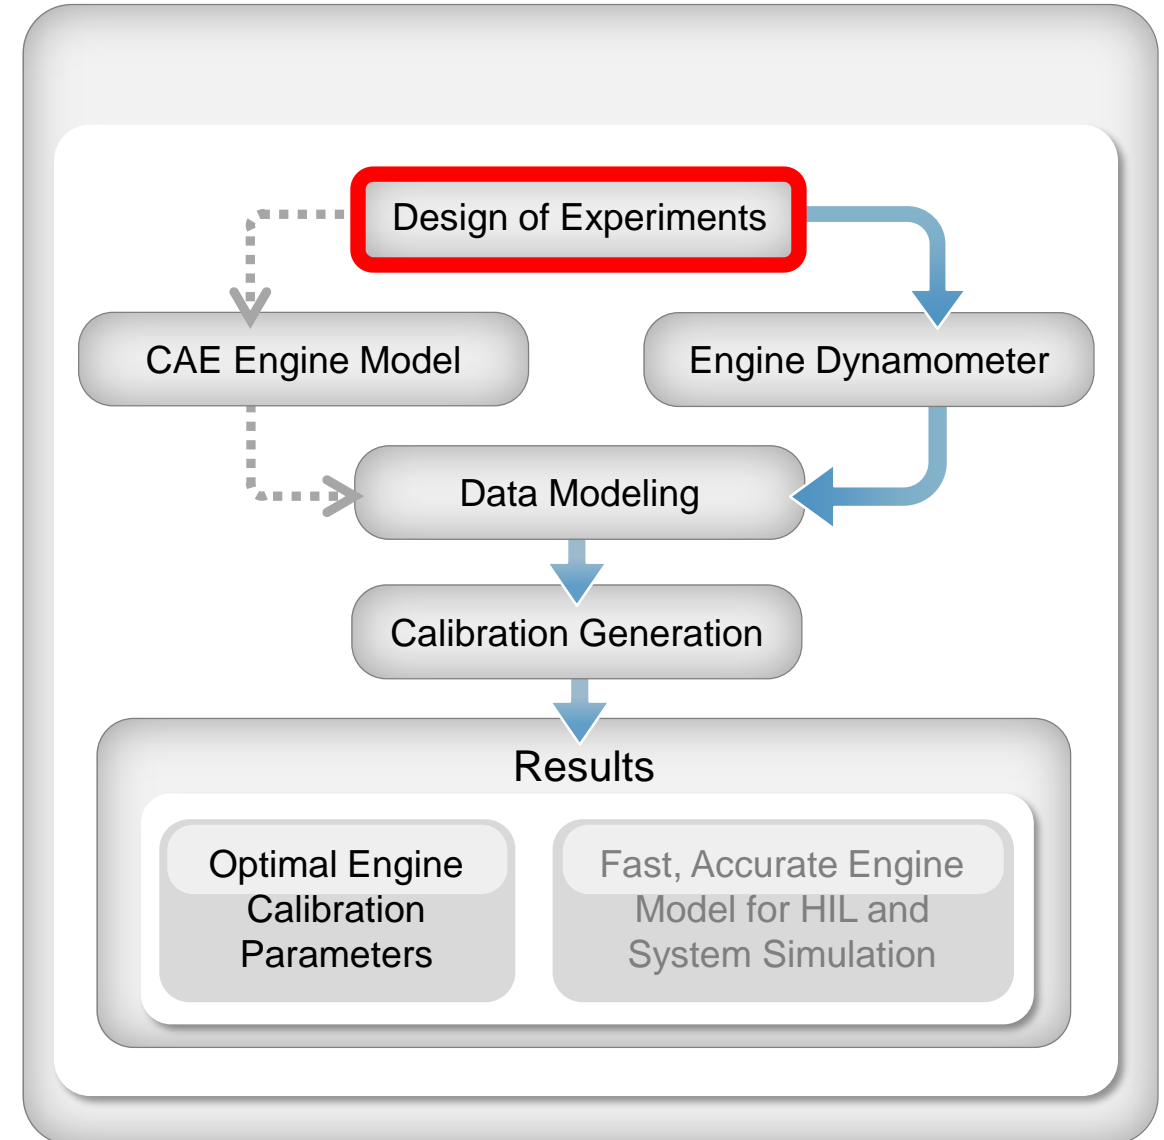 Design of Experiments
CAE Engine Model
Engine Dynamometer
Data Modeling
Calibration Generation
Results
Optimal Engine
Calibration
Parameters
Fast, Accurate Engine
Model for HIL and
System Simulation